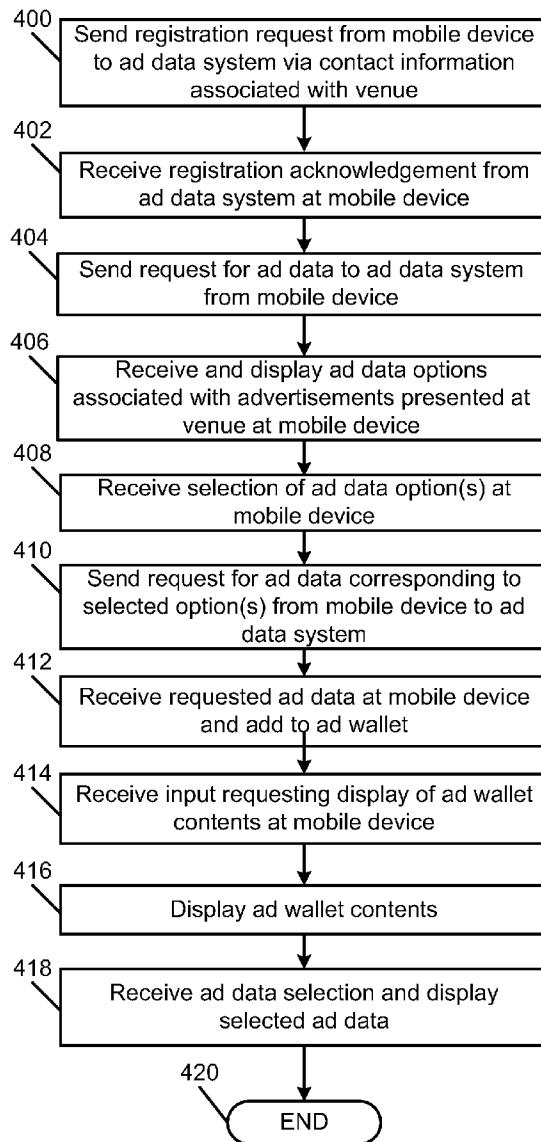 400
Send registration request from mobile device
to ad data system via contact information
associated with venue
402
Receive registration acknowledgement from
ad data system at mobile device
404
Send request for ad data to ad data system
from mobile device
406
Receive and display ad data options
associated with advertisements presented at
venue at mobile device
408
Receive selection of ad data option(s) at
mobile device
410
Send request for ad data corresponding to
selected option(s) from mobile device to ad
data system
412
Receive requested ad data at mobile device
and add to ad wallet
414
Receive input requesting display of ad wallet
contents at mobile device
416
Display ad wallet contents
418
Receive ad data selection and display
selected ad data
420
END